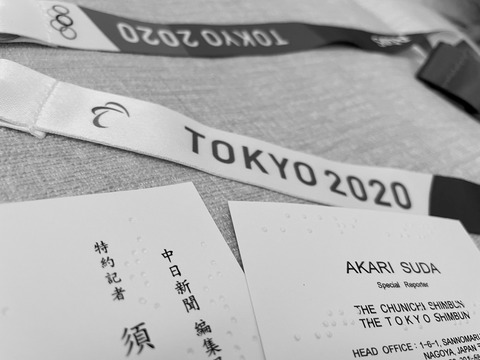 TOKYO 2020
TOKYO 2020
中日新聞 編集
特約記者
須
AKARI SUDA
Special Reporter
THE CHUNICHI SHIMBUN
THE TOKYO SHIMBUN
HEAD OFFICE : 1-6-1, SANNOMARU
NAGOYA, JAPAN